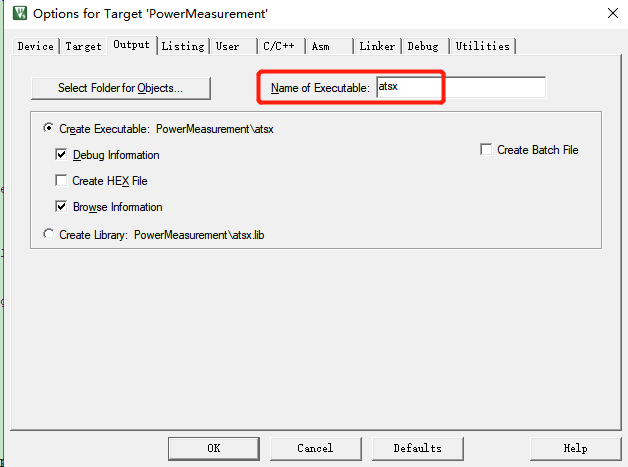 Options for Target 'PowerMeasurement'
Device Target Output Listing User C/C++ Asm Linker Debug Utilities
Select Folder for Objects... Name of Executable: atsx
Create Executable: PowerMeasurement\atsx
Debug Information Create Batch File
Create HEX File
Browse Information
Create Library: PowerMeasurement\atsx.lib
OK Cancel Defaults Help